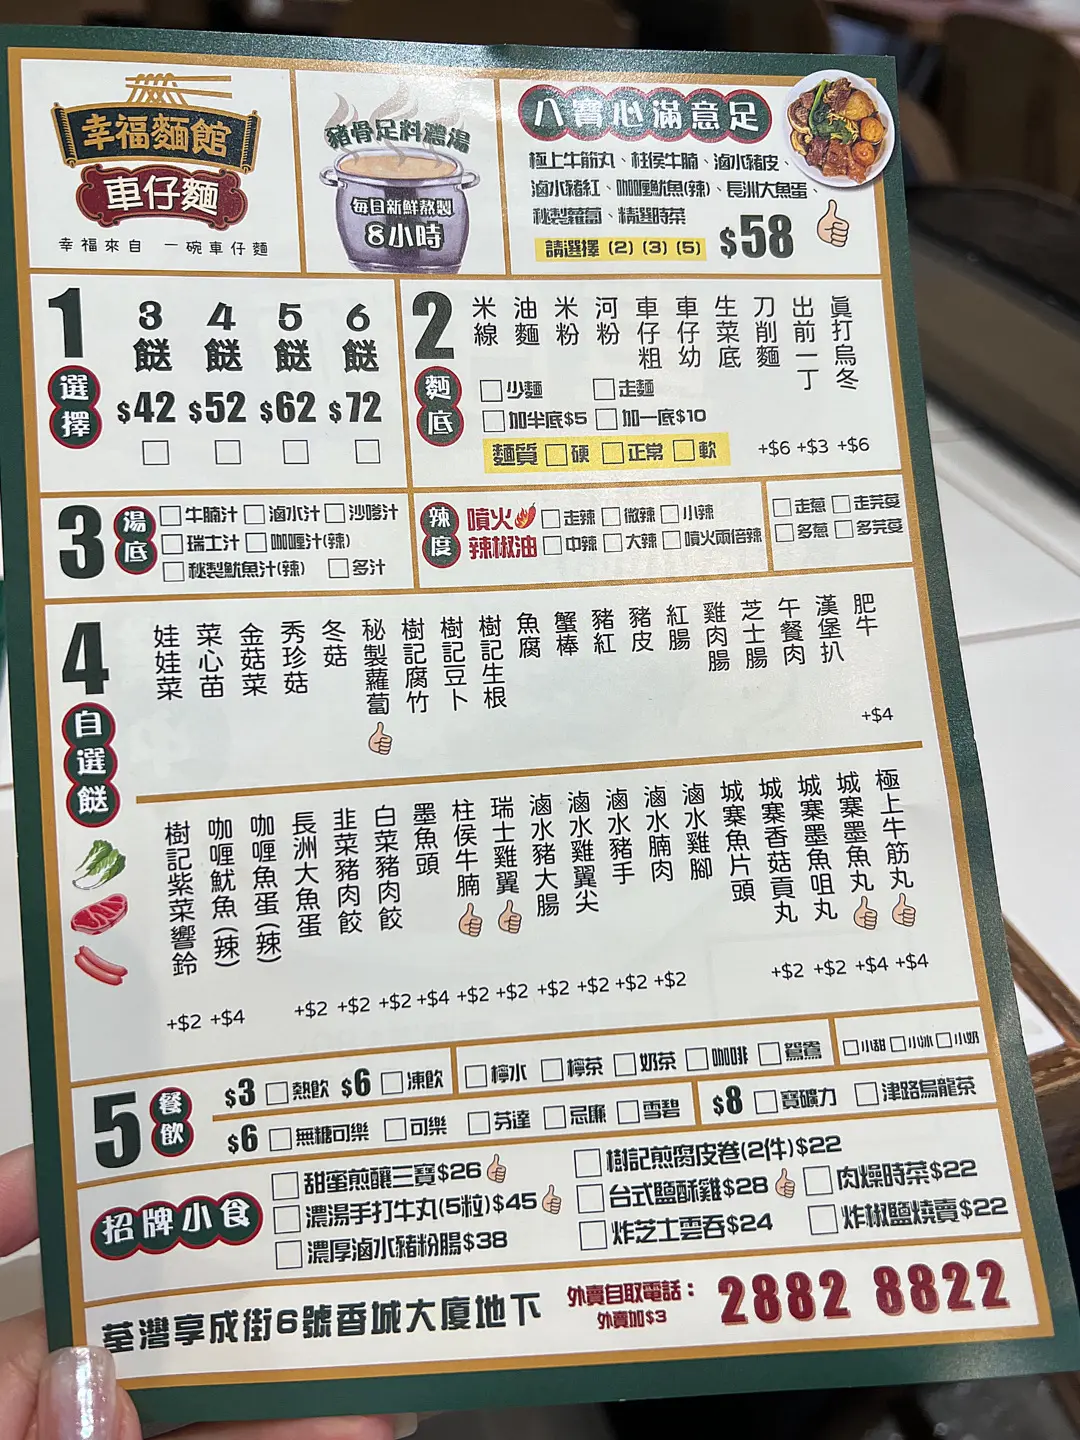 幸福麵館
車仔麵
幸福來自 一碗車仔麵
豬骨足料濃湯
每日新鮮熬製
8小時
八寶心滿意足
極上牛筋丸、柱侯牛腩、滷水豬皮、
滷水豬紅、咖喱魷魚(辣)、長洲大魚蛋、
秘製蘿蔔、精選時菜
請選擇 (2) (3) (5)
$58
1
選擇
3餸 4餸 5餸 6餸
$42 $52 $62 $72
2
麵底
米線
油麵
米粉
河粉
車仔粗
車仔幼
生菜底
刀削麵 +$6
出前一丁 +$3
真打烏冬 +$6
少麵 走麵
加半底$5 加一底$10
麵質 硬 正常 軟
3
湯底
牛腩汁 滷水汁 沙嗲汁
瑞士汁 咖喱汁(辣)
秘製魷魚汁(辣) 多汁
辣度
噴火辣椒油
走辣 微辣 小辣
中辣 大辣 噴火兩倍辣
走蔥 走芫荽
多蔥 多芫荽
4
自選餸
娃娃菜
菜心苗
金菇菜
秀珍菇
冬菇
秘製蘿蔔
樹記腐竹
樹記豆卜
樹記生根
魚腐
蟹棒
豬紅
豬皮
紅腸
雞肉腸
芝士腸
午餐肉
漢堡扒
肥牛 +$4
樹記紫菜響鈴 +$2
咖喱魷魚(辣) +$4
咖喱魚蛋(辣)
長洲大魚蛋 +$2
韭菜豬肉餃 +$2
白菜豬肉餃 +$2
墨魚頭 +$4
柱侯牛腩 +$2
瑞士雞翼 +$2
滷水豬大腸 +$2
滷水雞翼尖 +$2
滷水豬手 +$2
滷水腩肉 +$2
滷水雞腳
城寨魚片頭
城寨香菇貢丸 +$2
城寨墨魚咀丸 +$2
城寨墨魚丸 +$4
極上牛筋丸 +$4
5
餐飲
$3 熱飲 $6 凍飲
檸水 檸茶 奶茶 咖啡 鴛鴦
小甜 小冰 小奶
$6 無糖可樂 可樂 芬達 忌廉 雪碧
$8 寶礦力 津路烏龍茶
招牌小食
甜蜜煎釀三寶$26
濃湯手打牛丸(5粒)$45
濃厚滷水豬粉腸$38
樹記煎腐皮卷(2件)$22
台式鹽酥雞$28 肉燥時菜$22
炸芝士雲吞$24 炸椒鹽燒賣$22
荃灣享成街6號香城大廈地下
外賣自取電話：
外賣加$3
2882 8822